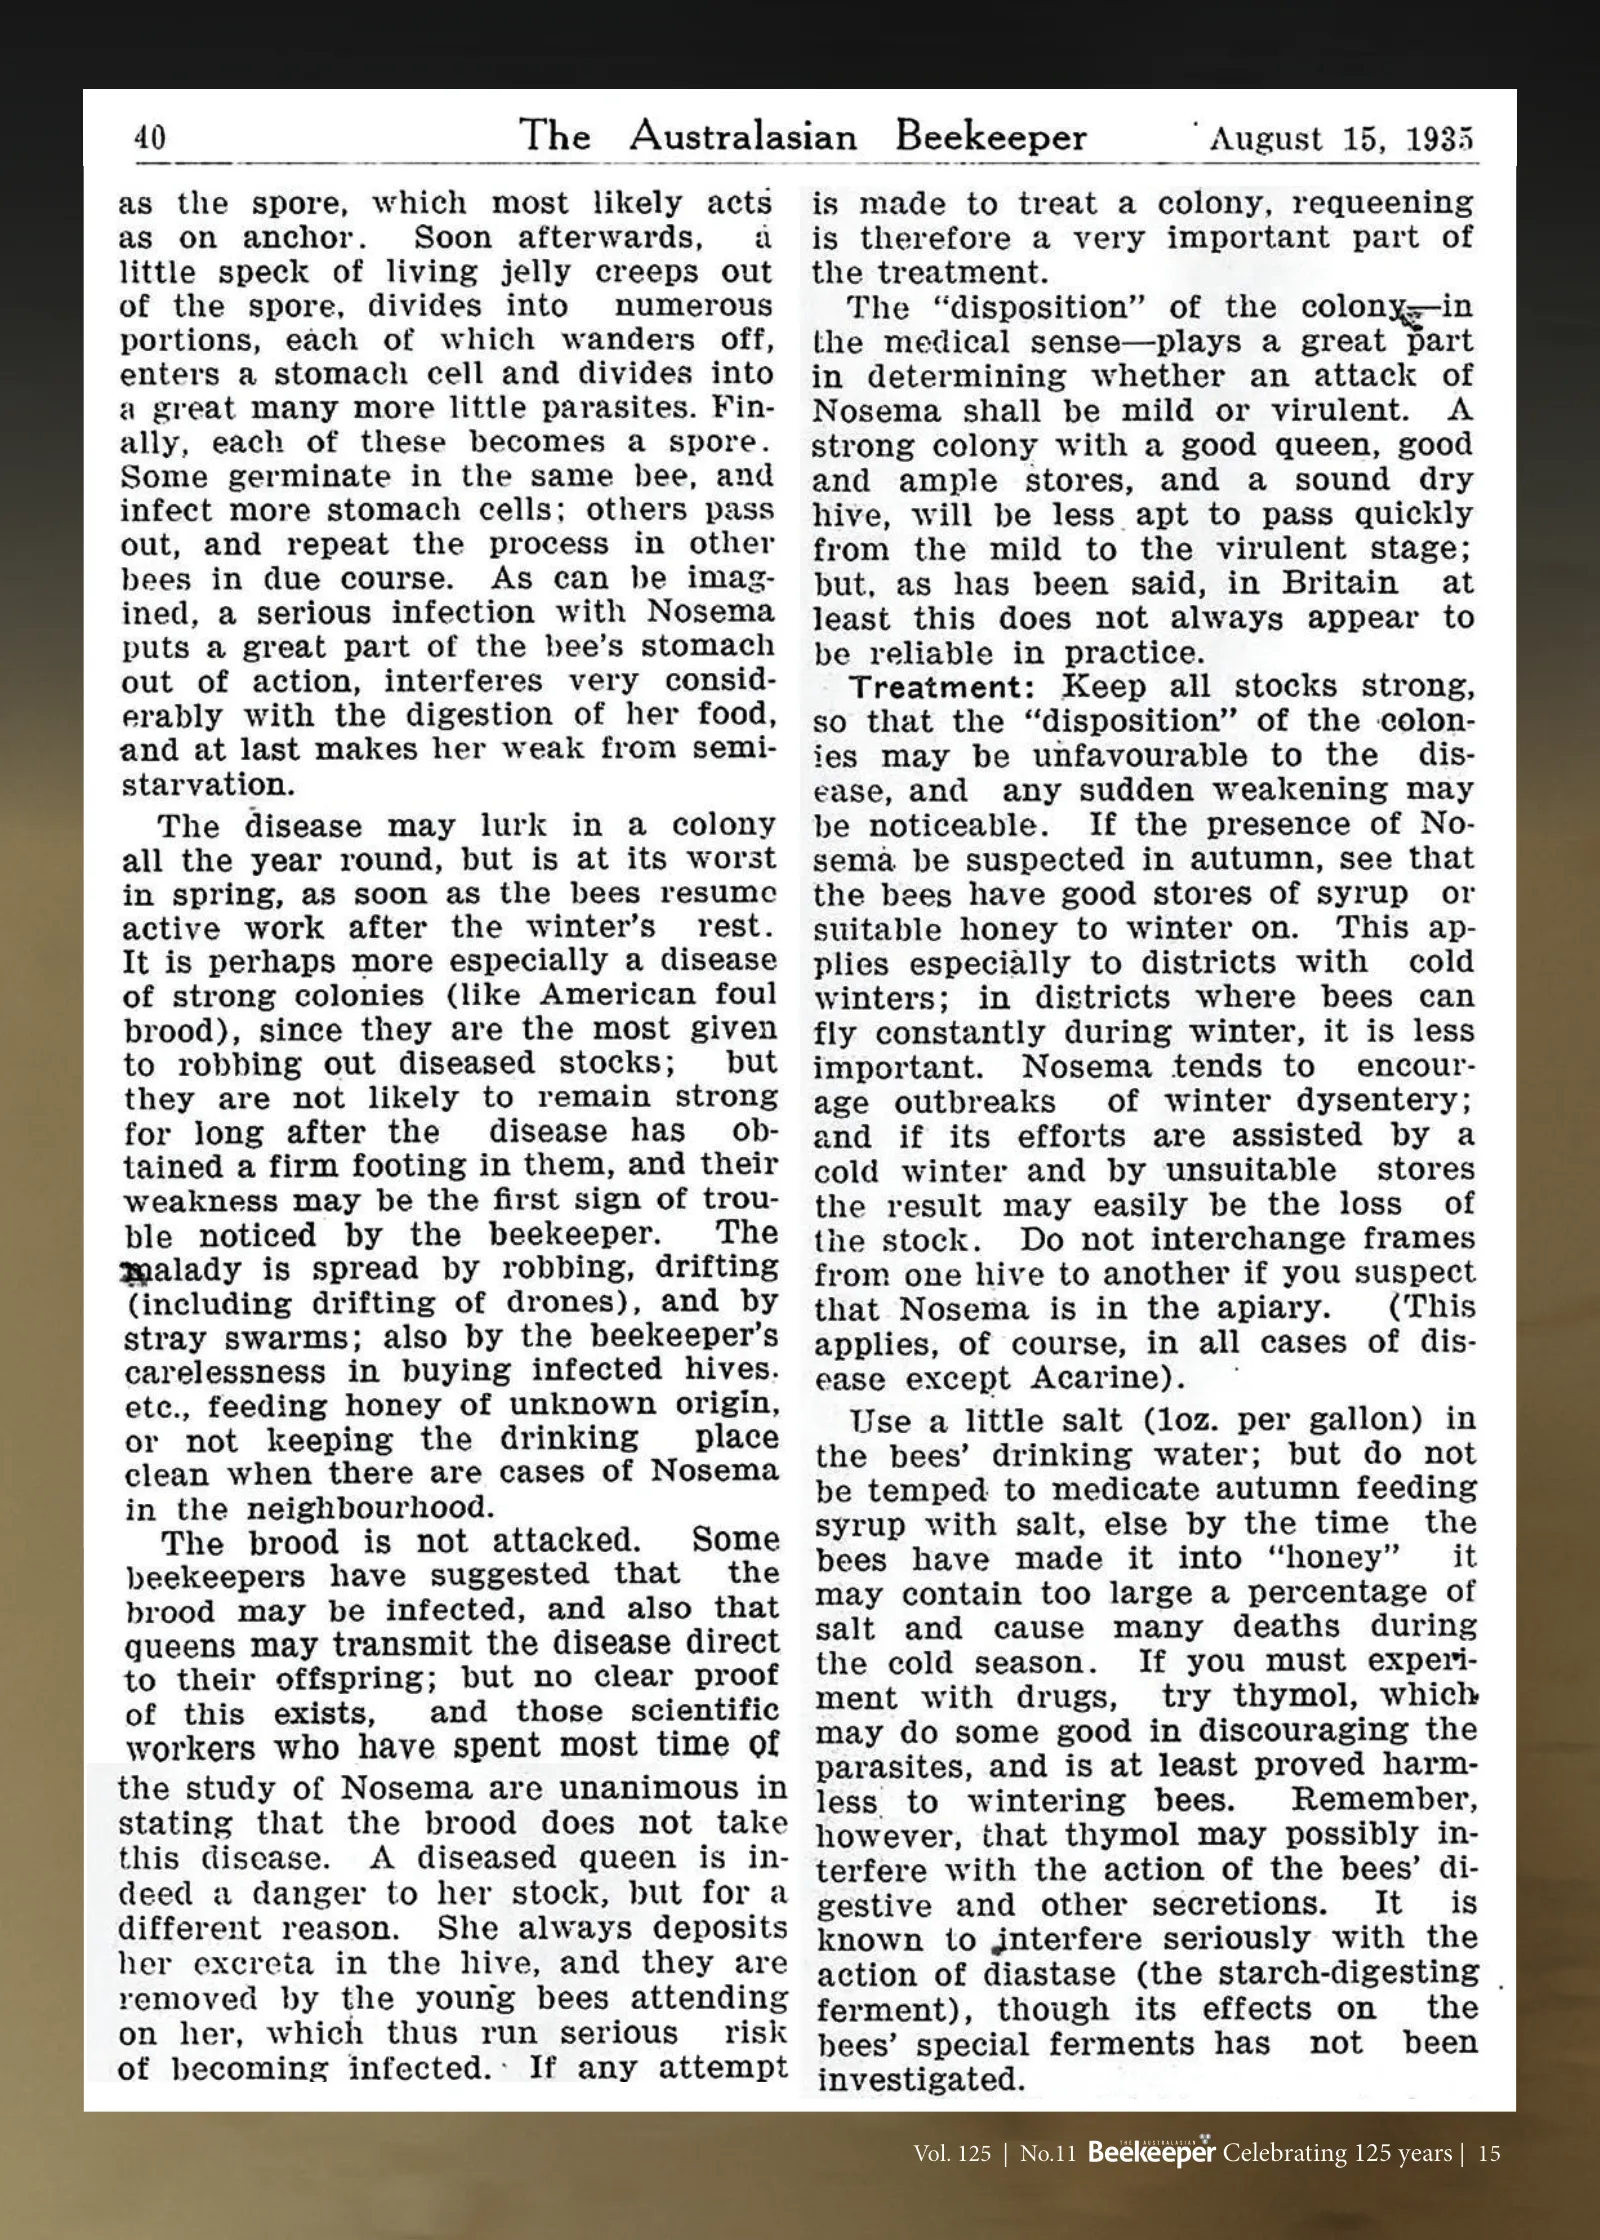 40 The Australasian Beekeeper August 15, 1935
as the spore, which most likely acts
as on anchor. Soon afterwards, a
little speck of living jelly creeps out
of the spore, divides into numerous
portions, each of which wanders off,
enters a stomach cell and divides into
a great many more little parasites. Fin-
ally, each of these becomes a spore.
Some germinate in the same bee, and
infect more stomach cells; others pass
out, and repeat the process in other
bees in due course. As can be imag-
ined, a serious infection with Nosema
puts a great part of the bee's stomach
out of action, interferes very consid-
erably with the digestion of her food,
and at last makes her weak from semi-
starvation.
The disease may lurk in a colony
all the year round, but is at its worst
in spring, as soon as the bees resume
active work after the winter's rest.
It is perhaps more especially a disease
of strong colonies (like American foul
brood), since they are the most given
to robbing out diseased stocks; but
they are not likely to remain strong
for long after the disease has ob-
tained a firm footing in them, and their
weakness may be the first sign of trou-
ble noticed by the beekeeper. The
malady is spread by robbing, drifting
(including drifting of drones), and by
stray swarms; also by the beekeeper's
carelessness in buying infected hives.
etc., feeding honey of unknown origin,
or not keeping the drinking place
clean when there are cases of Nosema
in the neighbourhood.
The brood is not attacked. Some
beekeepers have suggested that the
brood may be infected, and also that
queens may transmit the disease direct
to their offspring; but no clear proof
of this exists, and those scientific
workers who have spent most time of
the study of Nosema are unanimous in
stating that the brood does not take
this disease. A diseased queen is in-
deed a danger to her stock, but for a
different reason. She always deposits
her excreta in the hive, and they are
removed by the young bees attending
on her, which thus run serious risk
of becoming infected. If any attempt
is made to treat a colony, requeening
is therefore a very important part of
the treatment.
The "disposition" of the colony—in
the medical sense—plays a great part
in determining whether an attack of
Nosema shall be mild or virulent. A
strong colony with a good queen, good
and ample stores, and a sound dry
hive, will be less apt to pass quickly
from the mild to the virulent stage;
but, as has been said, in Britain at
least this does not always appear to
be reliable in practice.
Treatment: Keep all stocks strong,
so that the "disposition" of the colon-
ies may be unfavourable to the dis-
ease, and any sudden weakening may
be noticeable. If the presence of No-
sema be suspected in autumn, see that
the bees have good stores of syrup or
suitable honey to winter on. This ap-
plies especially to districts with cold
winters; in districts where bees can
fly constantly during winter, it is less
important. Nosema tends to encour-
age outbreaks of winter dysentery;
and if its efforts are assisted by a
cold winter and by unsuitable stores
the result may easily be the loss of
the stock. Do not interchange frames
from one hive to another if you suspect
that Nosema is in the apiary. (This
applies, of course, in all cases of dis-
ease except Acarine).
Use a little salt (1oz. per gallon) in
the bees' drinking water; but do not
be temped to medicate autumn feeding
syrup with salt, else by the time the
bees have made it into "honey" it
may contain too large a percentage of
salt and cause many deaths during
the cold season. If you must experi-
ment with drugs, try thymol, which
may do some good in discouraging the
parasites, and is at least proved harm-
less to wintering bees. Remember,
however, that thymol may possibly in-
terfere with the action of the bees' di-
gestive and other secretions. It is
known to interfere seriously with the
action of diastase (the starch-digesting
ferment), though its effects on the
bees' special ferments has not been
investigated.
Vol. 125 | No.11 THE AUSTRALASIAN Beekeeper Celebrating 125 years | 15